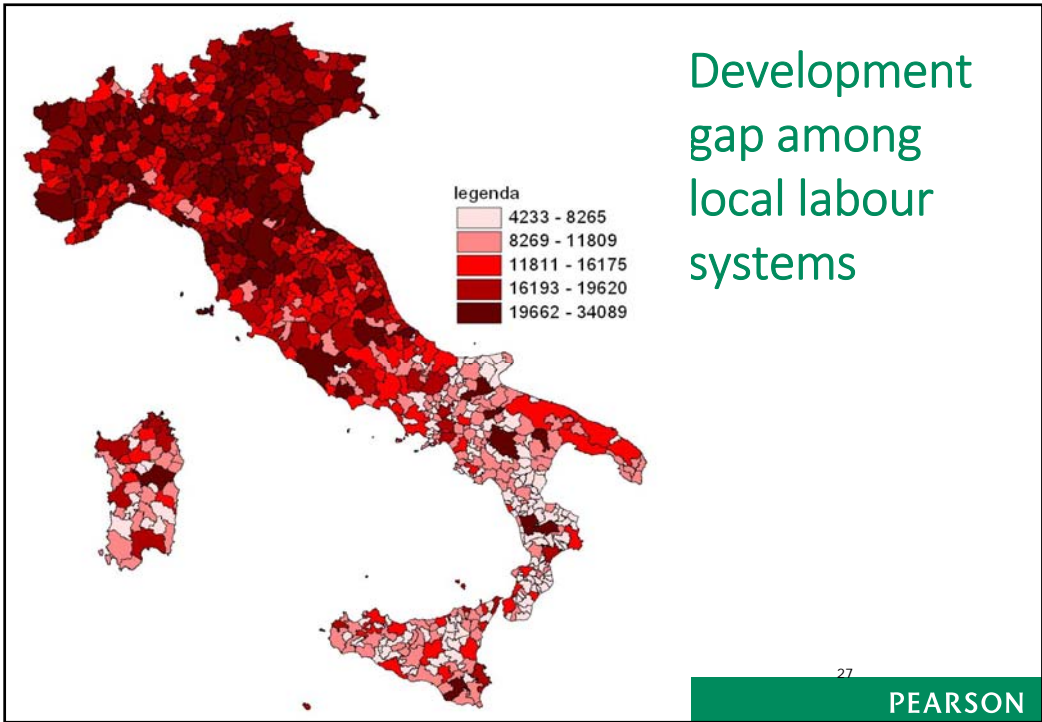 Development
gap among
local labour
systems
legenda
4233 - 8265
8269 - 11809
11811 - 16175
16193 - 19620
19662 - 34089
27
PEARSON